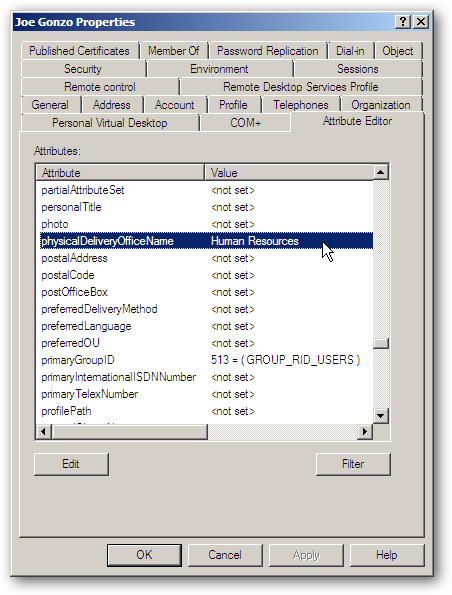 Joe Gonzo Properties
Published Certificates Member Of Password Replication Dial-in Object
Security Environment Sessions
Remote control Remote Desktop Services Profile
General Address Account Profile Telephones Organization
Personal Virtual Desktop COM+ Attribute Editor
Attributes:
Attribute Value
partialAttributeSet <not set>
personalTitle <not set>
photo <not set>
physicalDeliveryOfficeName Human Resources
postalAddress <not set>
postalCode <not set>
postOfficeBox <not set>
preferredDeliveryMethod <not set>
preferredLanguage <not set>
preferredOU <not set>
primaryGroupID 513 = ( GROUP_RID_USERS )
primaryInternationalISDNNumber <not set>
primaryTelexNumber <not set>
profilePath <not set>
Edit Filter
OK Cancel Apply Help